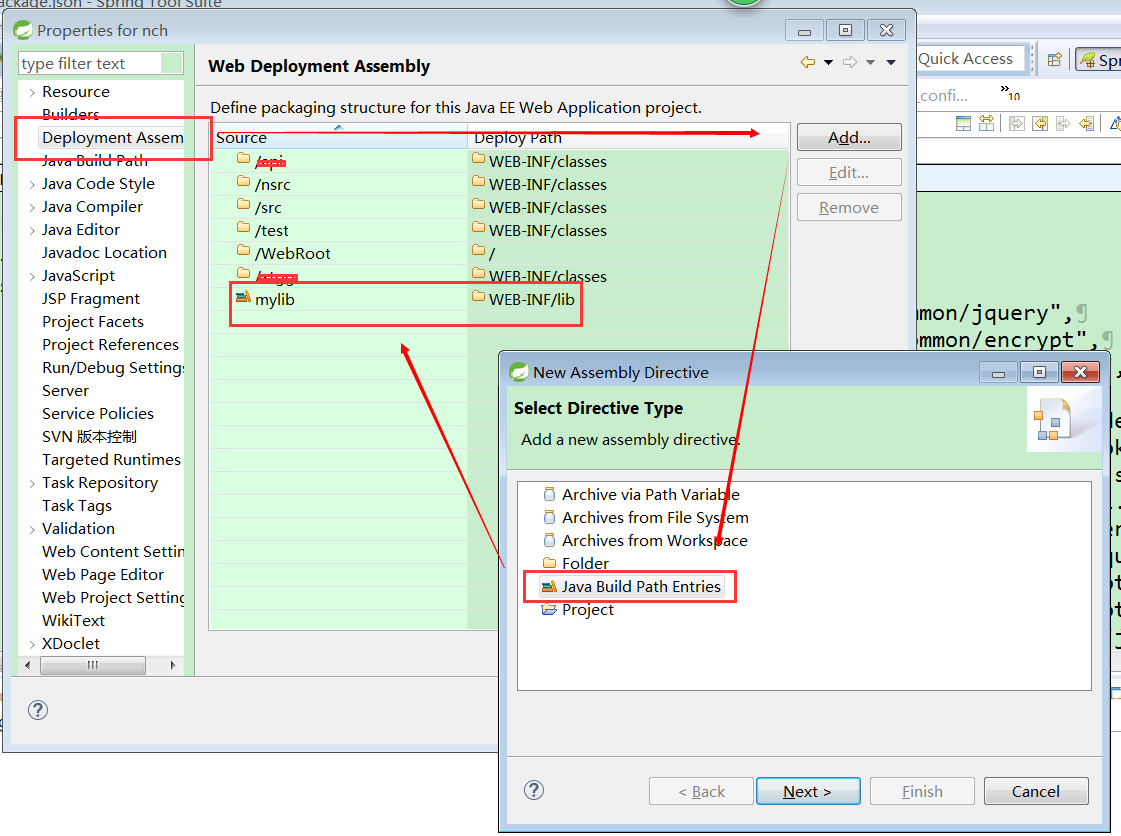 ackage.json - Spring Tool Suite
Properties for nch
type filter text
Resource
Builders
Deployment Assem
Java Build Path
Java Code Style
Java Compiler
Java Editor
Javadoc Location
JavaScript
JSP Fragment
Project Facets
Project References
Run/Debug Settings
Server
Service Policies
SVN 版本控制
Targeted Runtimes
Task Repository
Task Tags
Validation
Web Content Settin
Web Page Editor
Web Project Setting
WikiText
XDoclet
Web Deployment Assembly
Define packaging structure for this Java EE Web Application project.
Source Deploy Path
WEB-INF/classes
/nsrc WEB-INF/classes
/src WEB-INF/classes
/test WEB-INF/classes
/WebRoot /
WEB-INF/classes
mylib WEB-INF/lib
Add...
Edit...
Remove
Quick Access
Spr
_confi...
»10
mmon/jquery",¶
ommon/encrypt",¶
New Assembly Directive
Select Directive Type
Add a new assembly directive.
Archive via Path Variable
Archives from File System
Archives from Workspace
Folder
Java Build Path Entries
Project
< Back
Next >
Finish
Cancel